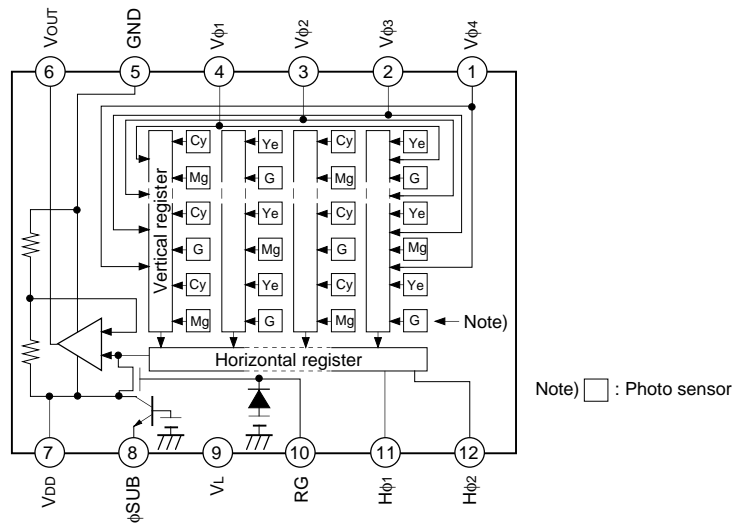 VOUT GND Vϕ1 Vϕ2 Vϕ3 Vϕ4
6 5 4 3 2 1
Vertical register
Cy Ye Cy Ye
Mg G Mg G
Cy Ye Cy Ye
G Mg G Mg
Cy Ye Cy Ye
Mg G Mg G Note)
Horizontal register
Note) : Photo sensor
7 8 9 10 11 12
VDD ϕSUB VL RG Hϕ1 Hϕ2